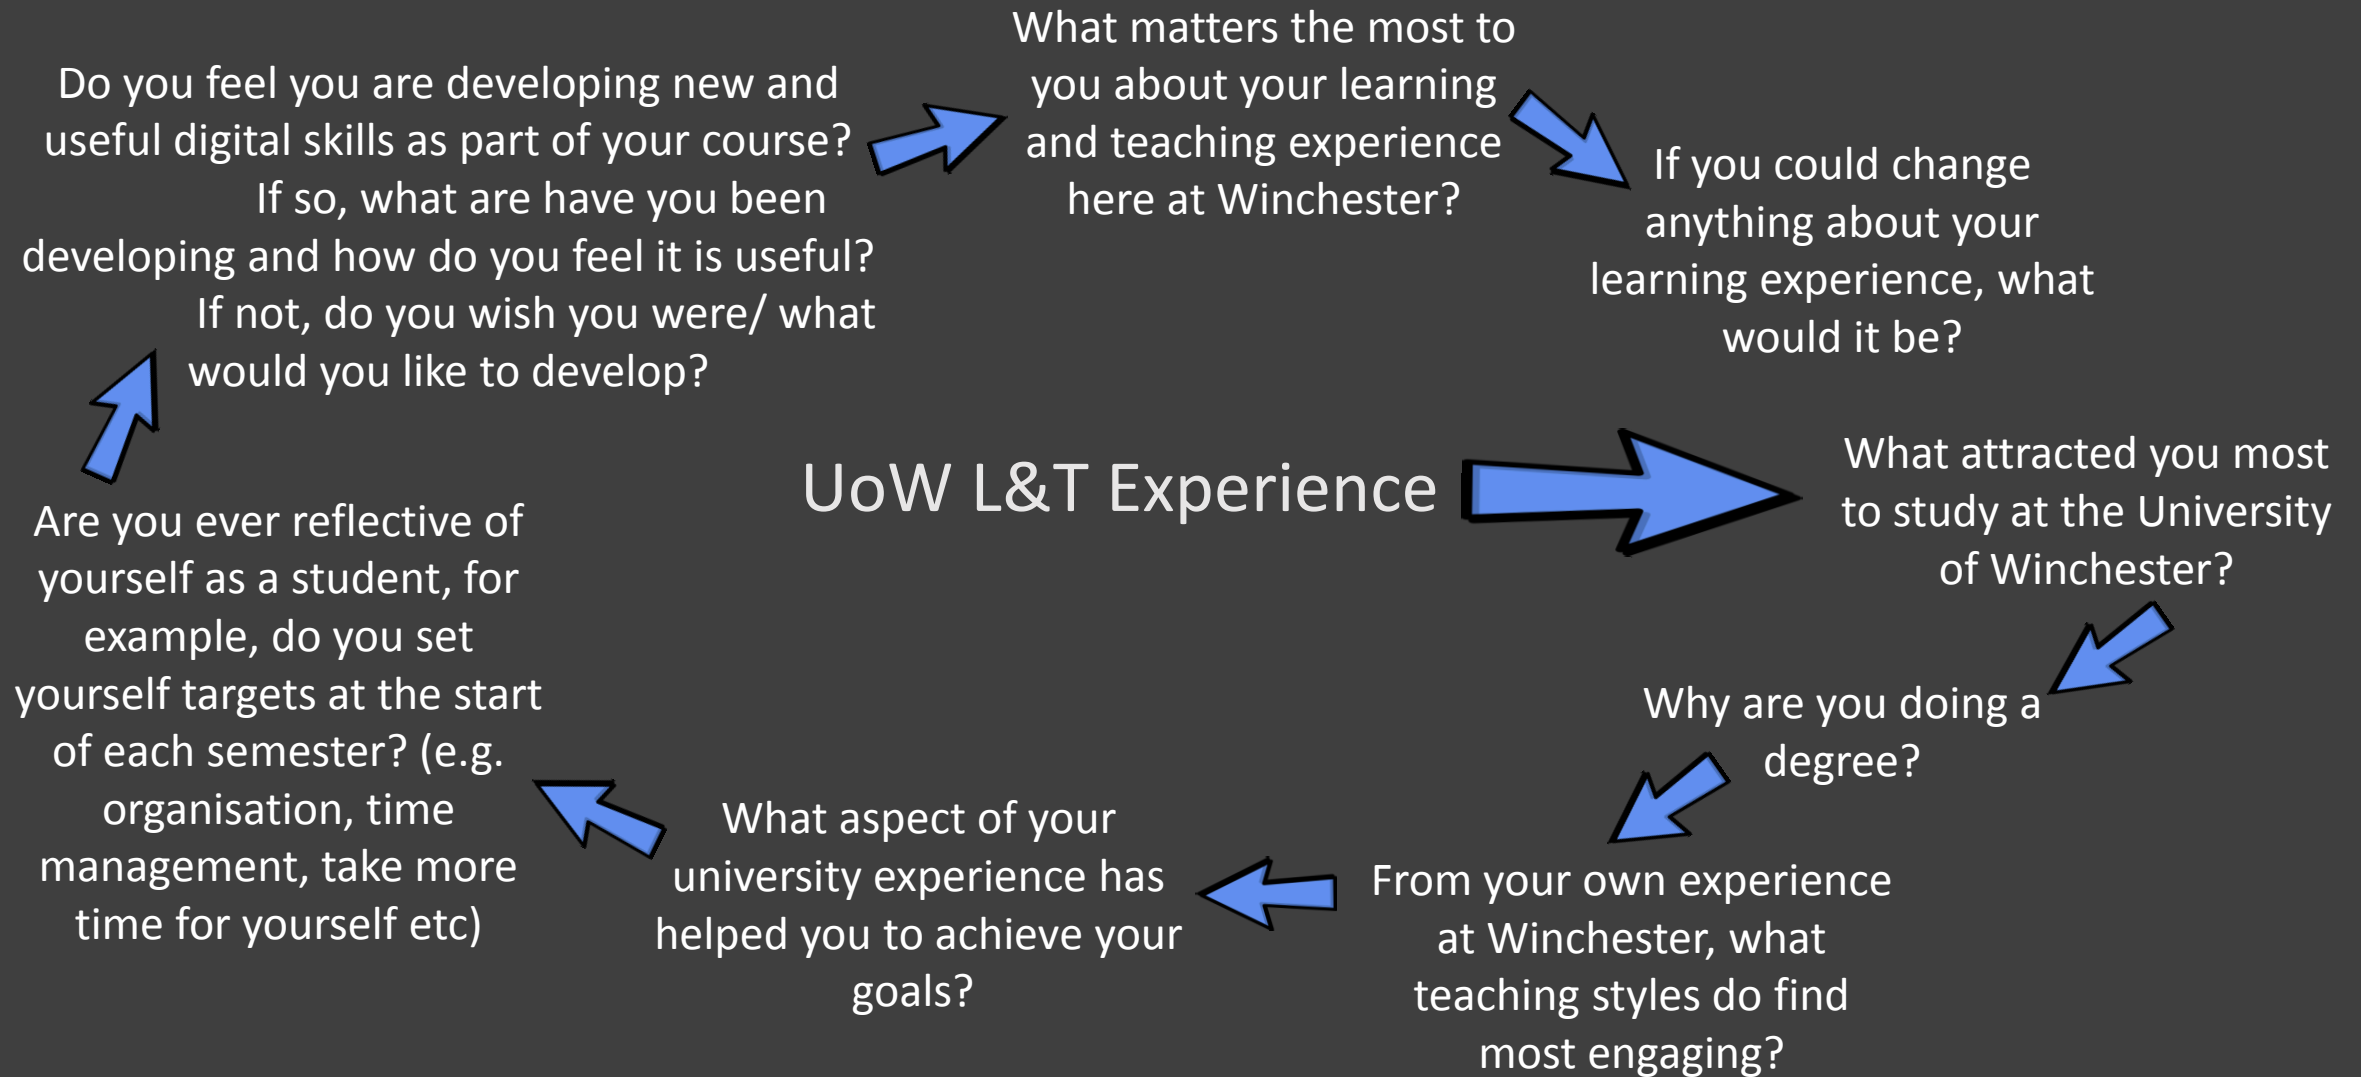 UoW L&T Experience
What attracted you most
to study at the University
of Winchester?
Why are you doing a
degree?
From your own experience
at Winchester, what
teaching styles do find
most engaging?
What aspect of your
university experience has
helped you to achieve your
goals?
Are you ever reflective of
yourself as a student, for
example, do you set
yourself targets at the start
of each semester? (e.g.
organisation, time
management, take more
time for yourself etc)
Do you feel you are developing new and
useful digital skills as part of your course?
If so, what are have you been
developing and how do you feel it is useful?
If not, do you wish you were/ what
would you like to develop?
What matters the most to
you about your learning
and teaching experience
here at Winchester?
If you could change
anything about your
learning experience, what
would it be?